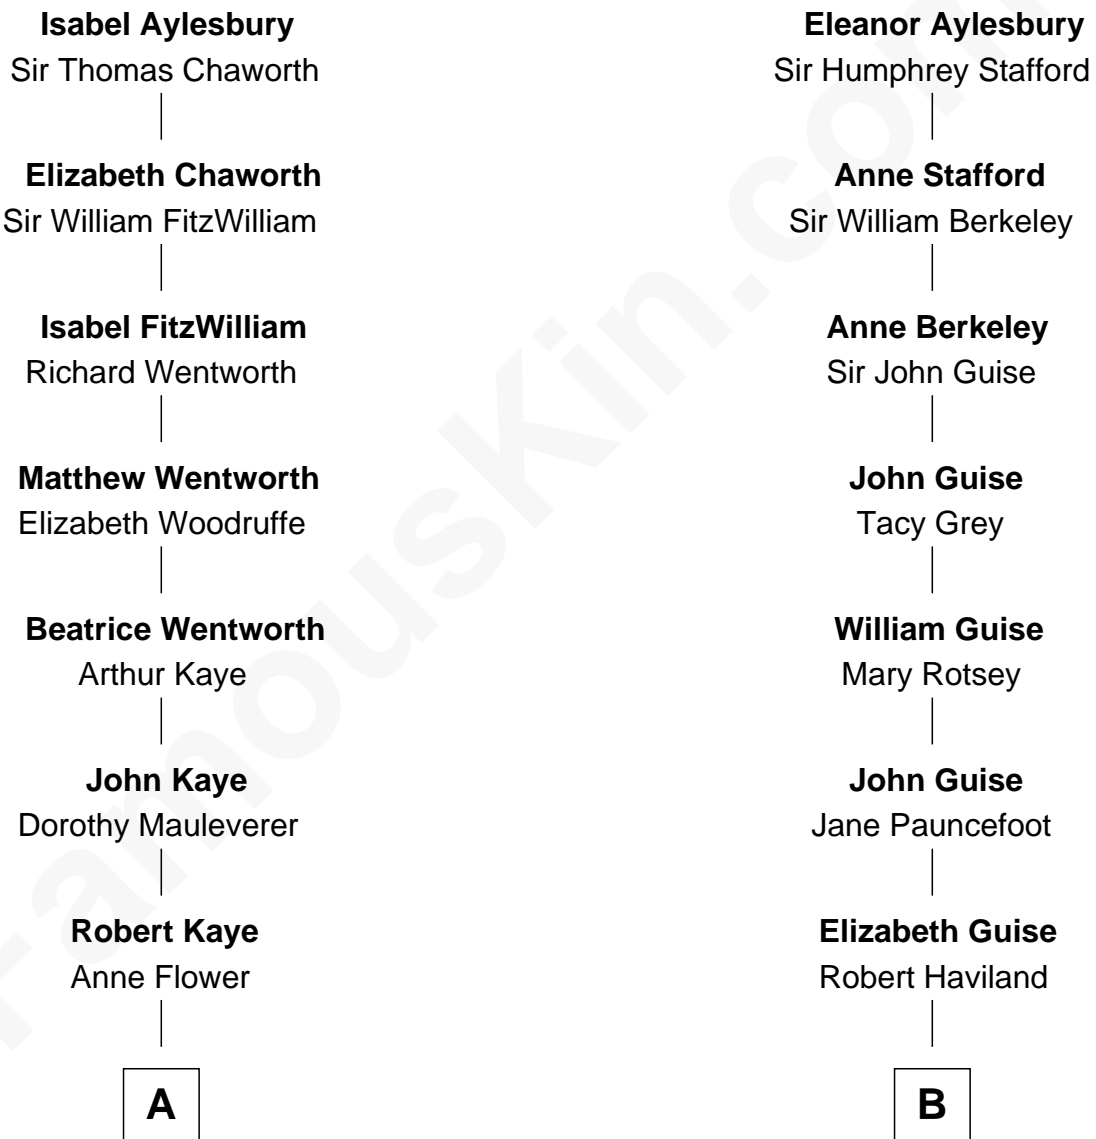 Isabel Aylesbury
Sir Thomas Chaworth
Elizabeth Chaworth
Sir William FitzWilliam
Isabel FitzWilliam
Richard Wentworth
Matthew Wentworth
Elizabeth Woodruffe
Beatrice Wentworth
Arthur Kaye
John Kaye
Dorothy Mauleverer
Robert Kaye
Anne Flower
A
Eleanor Aylesbury
Sir Humphrey Stafford
Anne Stafford
Sir William Berkeley
Anne Berkeley
Sir John Guise
John Guise
Tacy Grey
William Guise
Mary Rotsey
John Guise
Jane Pauncefoot
Elizabeth Guise
Robert Haviland
B
FamousKin.com